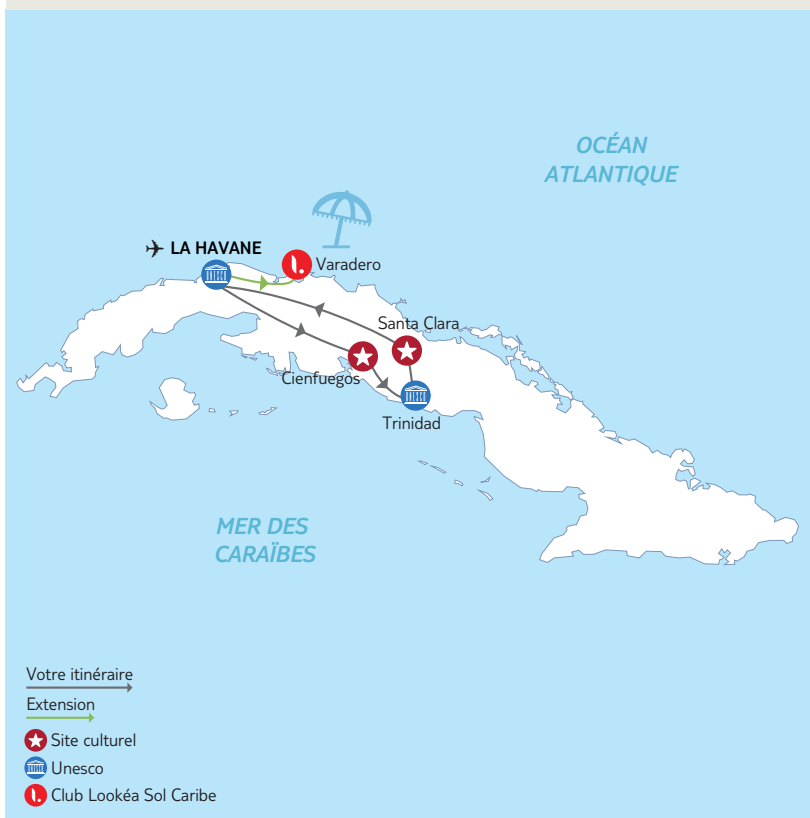 OCÉAN
ATLANTIQUE
LA HAVANE
Varadero
Santa Clara
Cienfuegos
Trinidad
MER DES
CARAÏBES
Votre itinéraire
Extension
Site culturel
Unesco
Club Lookéa Sol Caribe